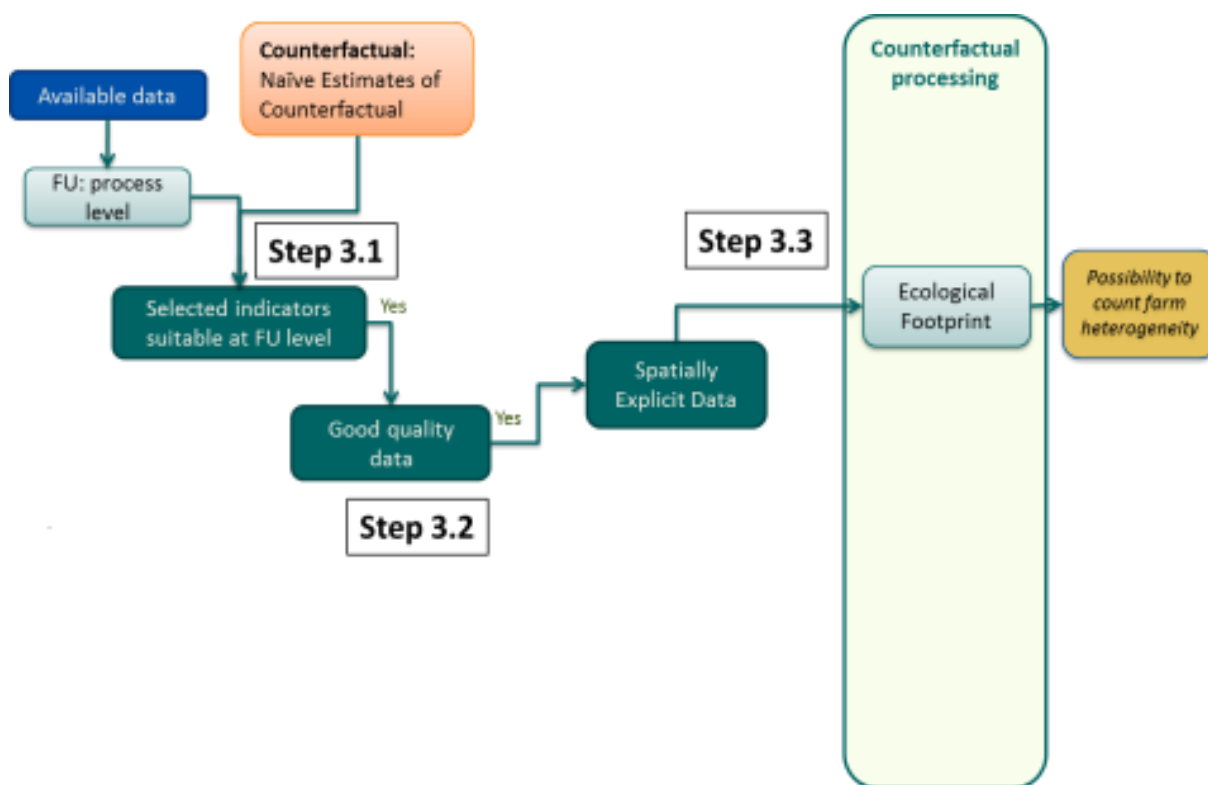 Counterfactual:
Naïve Estimates of
Counterfactual
Available data
FU: process
level
Counterfactual
processing
Step 3.1
Step 3.3
Selected indicators
suitable at FU level
Yes
Ecological
Footprint
Possibility to
count farm
heterogeneity
Spatially
Explicit Data
Good quality
data
Yes
Step 3.2